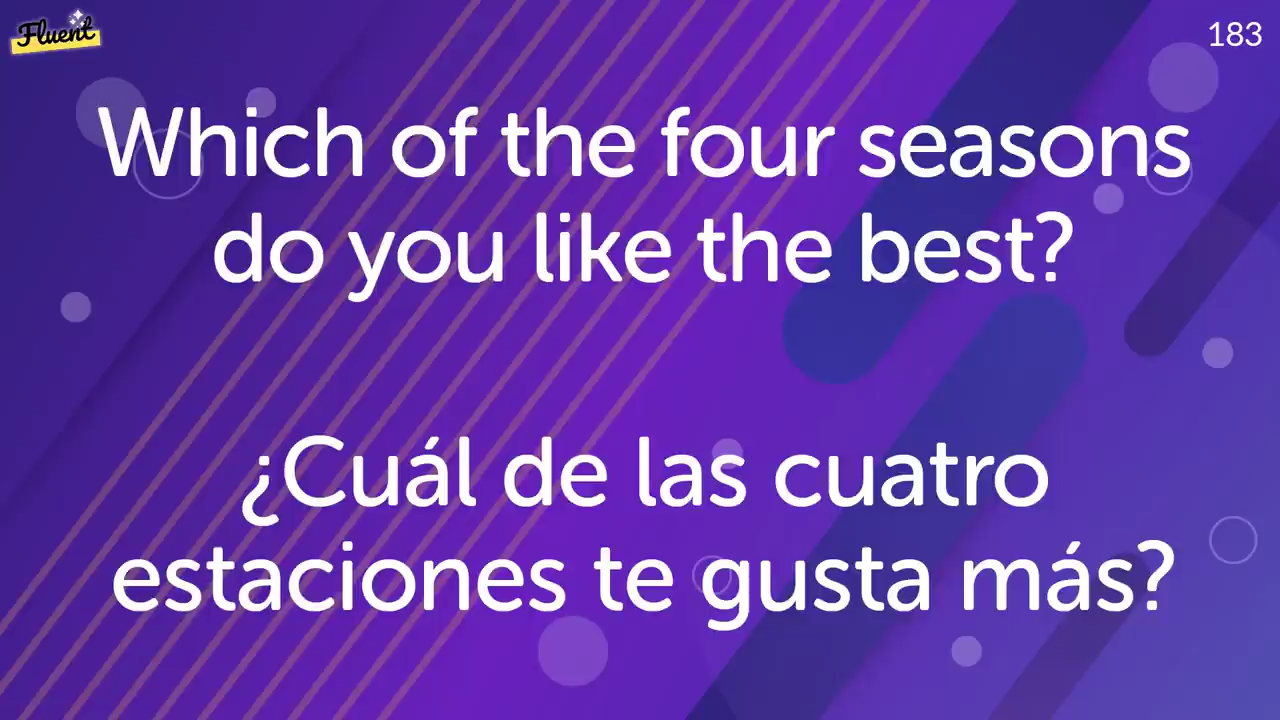 Fluent
183
Which of the four seasons
do you like the best?
¿Cuál de las cuatro
estaciones te gusta más?